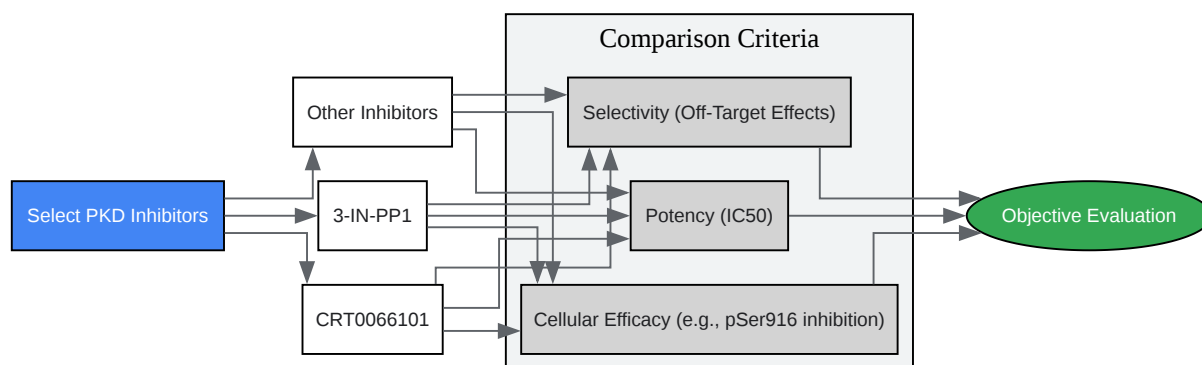 Comparison Criteria
Other Inhibitors
Selectivity (Off-Target Effects)
Select PKD Inhibitors
3-IN-PP1
Potency (IC50)
Objective Evaluation
CRT0066101
Cellular Efficacy (e.g., pSer916 inhibition)